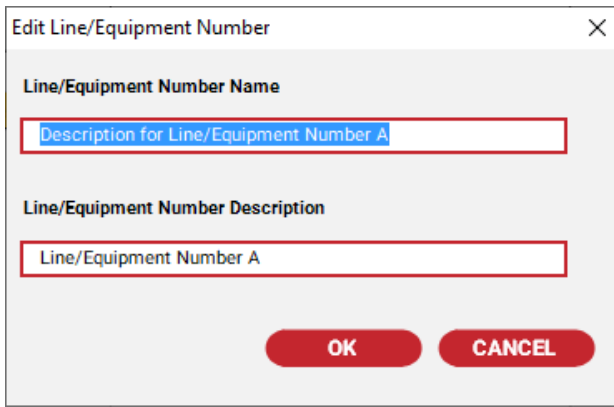 Edit Line/Equipment Number
Line/Equipment Number Name
Description for Line/Equipment Number A
Line/Equipment Number Description
Line/Equipment Number A
OK CANCEL